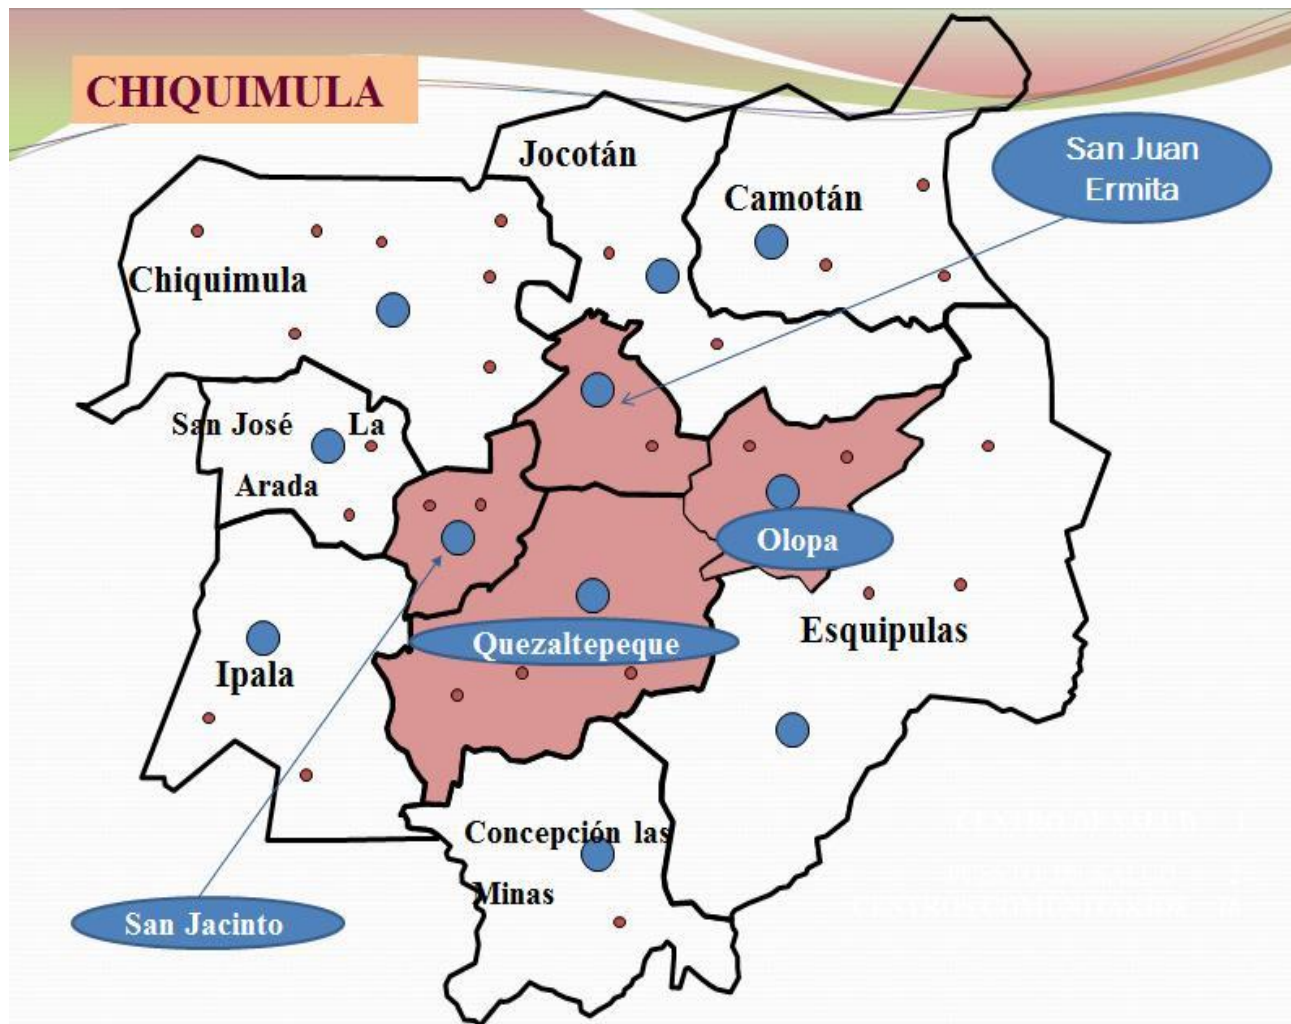 CHIQUIMULA
Jocotán
San Juan
Ermita
Camotán
Chiquimula
San José La
Arada
Olopa
Quezaltepeque
Esquipulas
Ipala
Concepción las
Minas
San Jacinto